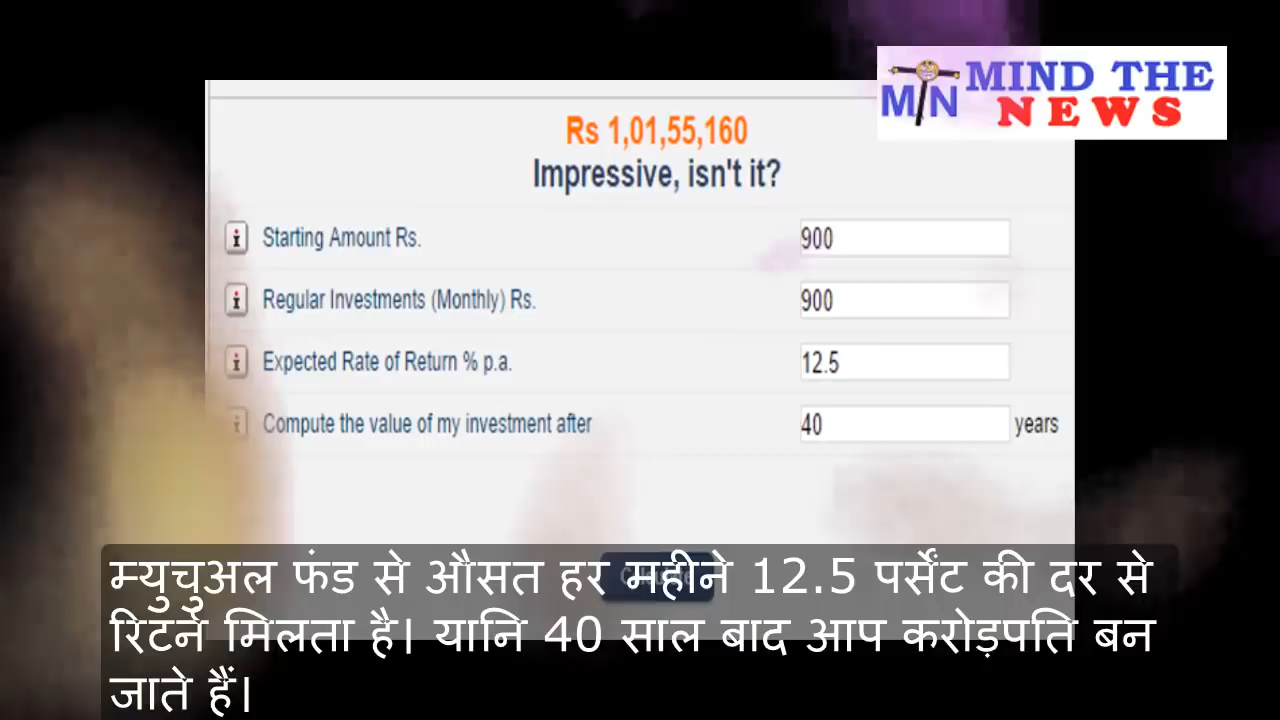 MTN MIND THE
NEWS
Rs 1,01,55,160
Impressive, isn't it?
i Starting Amount Rs. 900
i Regular Investments (Monthly) Rs. 900
i Expected Rate of Return % p.a. 12.5
i Compute the value of my investment after 40 years
म्युचुअल फंड से औसत हर महीने 12.5 पर्सेंट की दर से
रिटर्न मिलता है। यानि 40 साल बाद आप करोड़पति बन
जाते हैं।